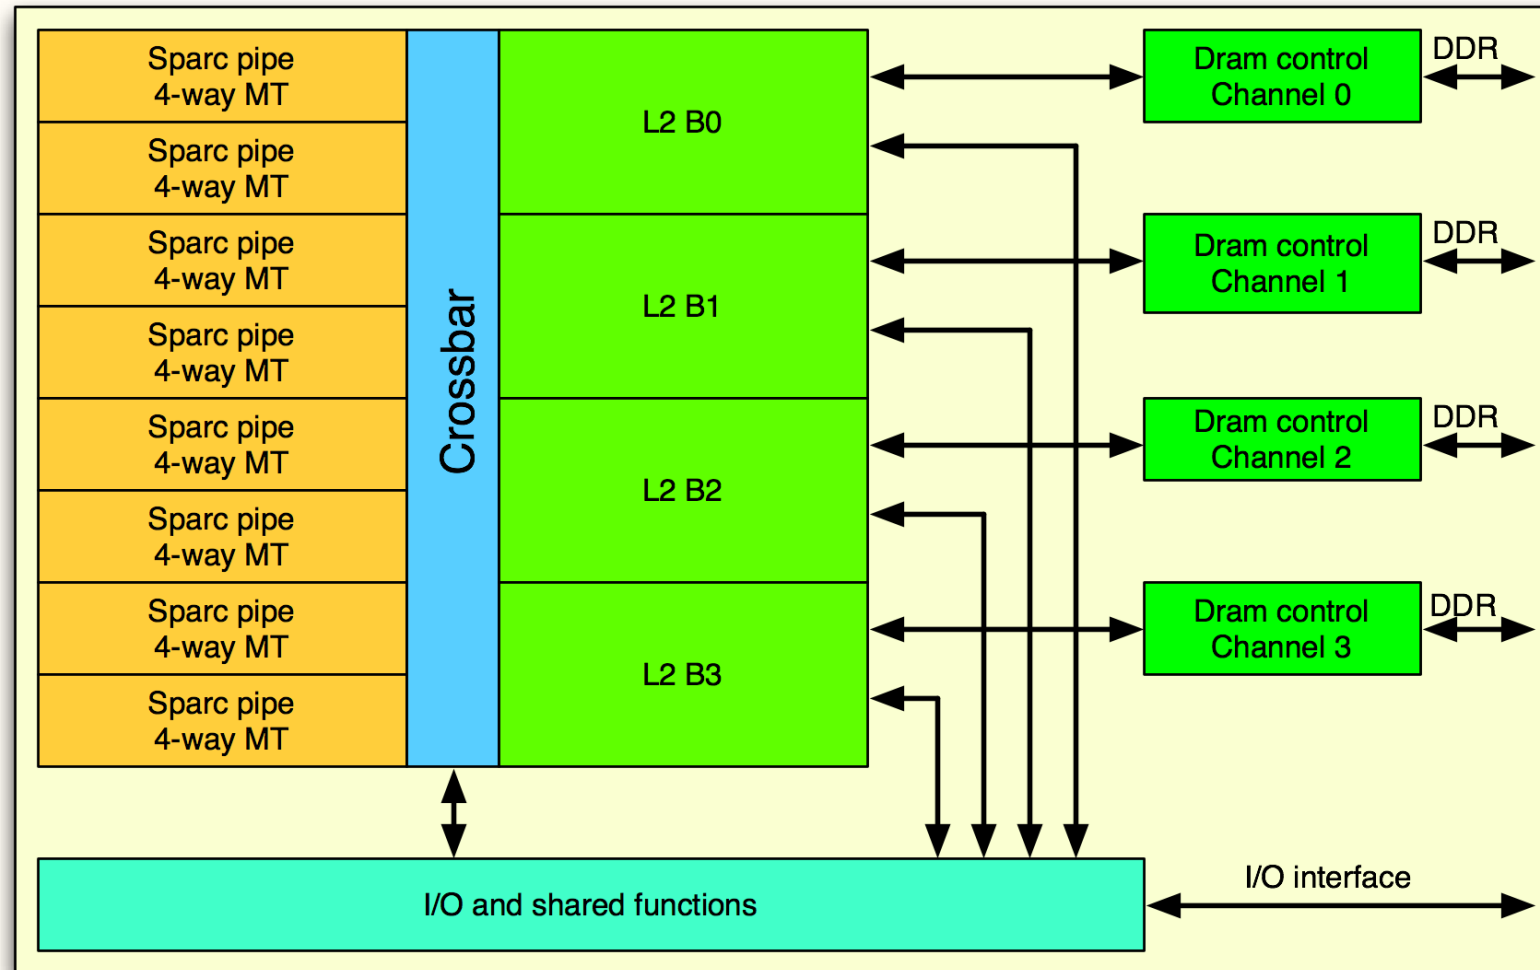 Sparc pipe
4-way MT
Sparc pipe
4-way MT
Sparc pipe
4-way MT
Sparc pipe
4-way MT
Sparc pipe
4-way MT
Sparc pipe
4-way MT
Sparc pipe
4-way MT
Sparc pipe
4-way MT
Crossbar
L2 B0
L2 B1
L2 B2
L2 B3
Dram control
Channel 0
DDR
Dram control
Channel 1
DDR
Dram control
Channel 2
DDR
Dram control
Channel 3
DDR
I/O and shared functions
I/O interface